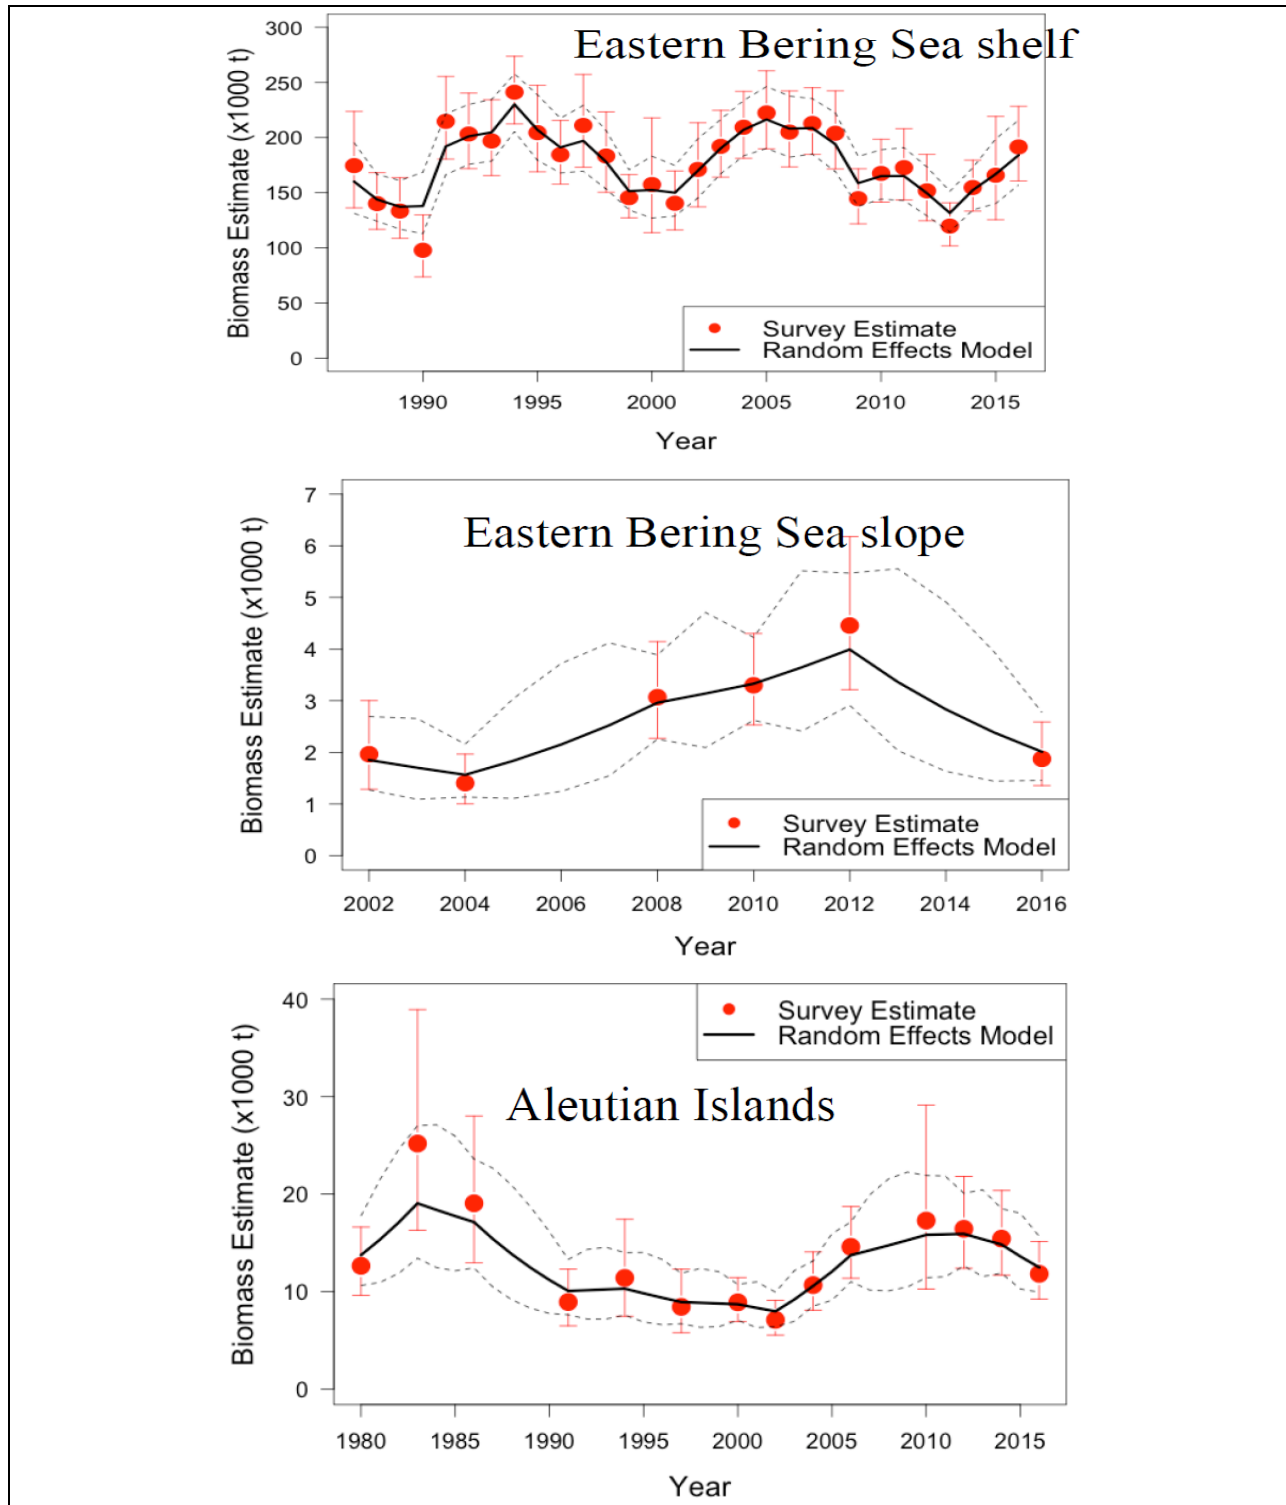 Eastern Bering Sea shelf
Biomass Estimate (x1000 t)
300
250
200
150
100
50
0
Survey Estimate
Random Effects Model
1990 1995 2000 2005 2010 2015
Year
Eastern Bering Sea slope
Biomass Estimate (x1000 t)
7
6
5
4
3
2
1
0
Survey Estimate
Random Effects Model
2002 2004 2006 2008 2010 2012 2014 2016
Year
Aleutian Islands
Biomass Estimate (x1000 t)
40
30
20
10
0
Survey Estimate
Random Effects Model
1980 1985 1990 1995 2000 2005 2010 2015
Year